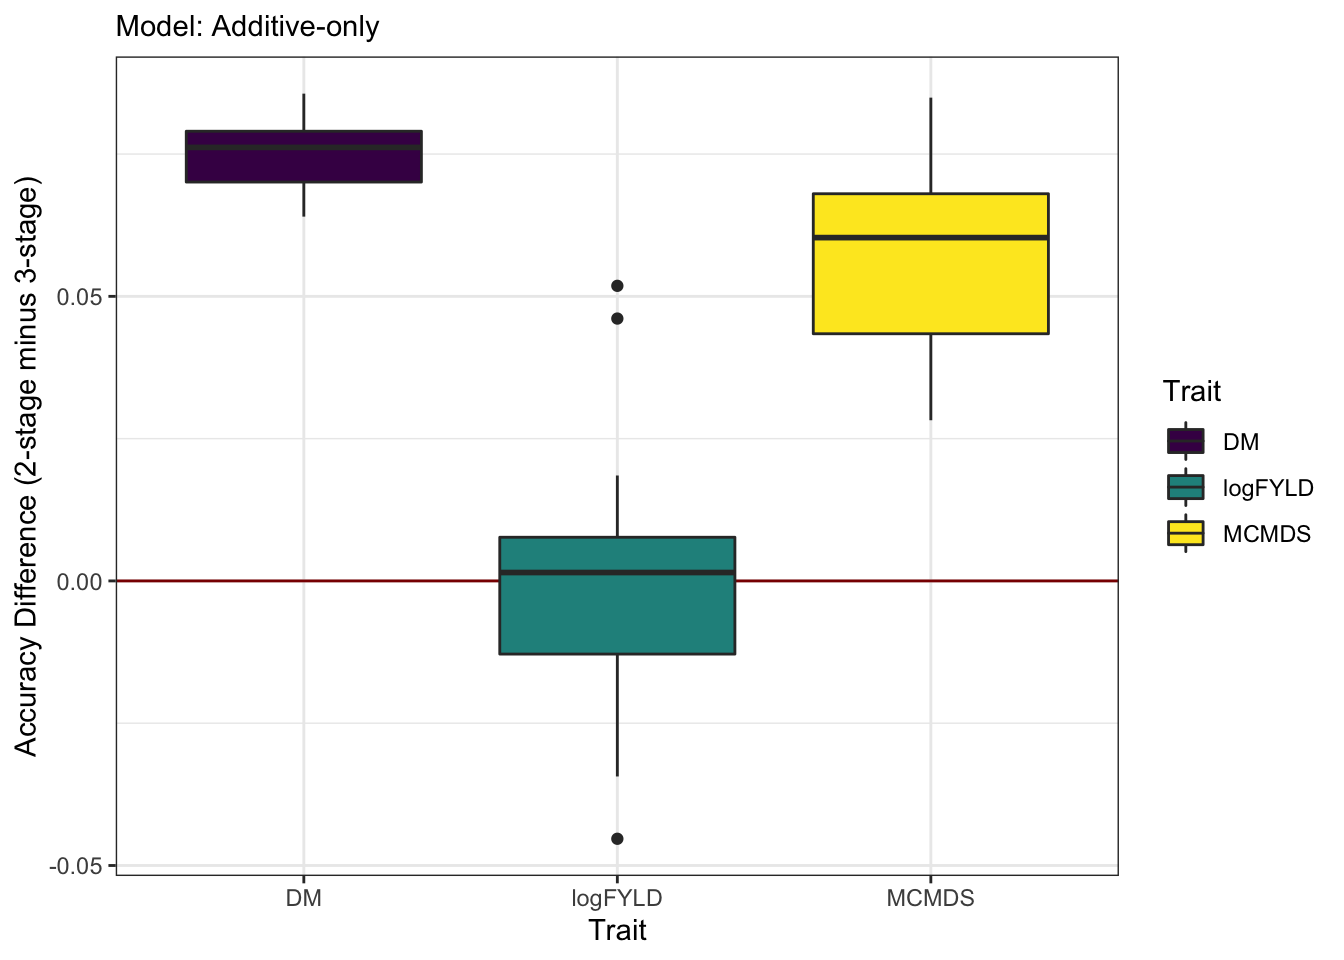 Model: Additive-only
Accuracy Difference (2-stage minus 3-stage)
0.05
0.00
-0.05
DM
logFYLD
MCMDS
Trait
Trait
DM
logFYLD
MCMDS